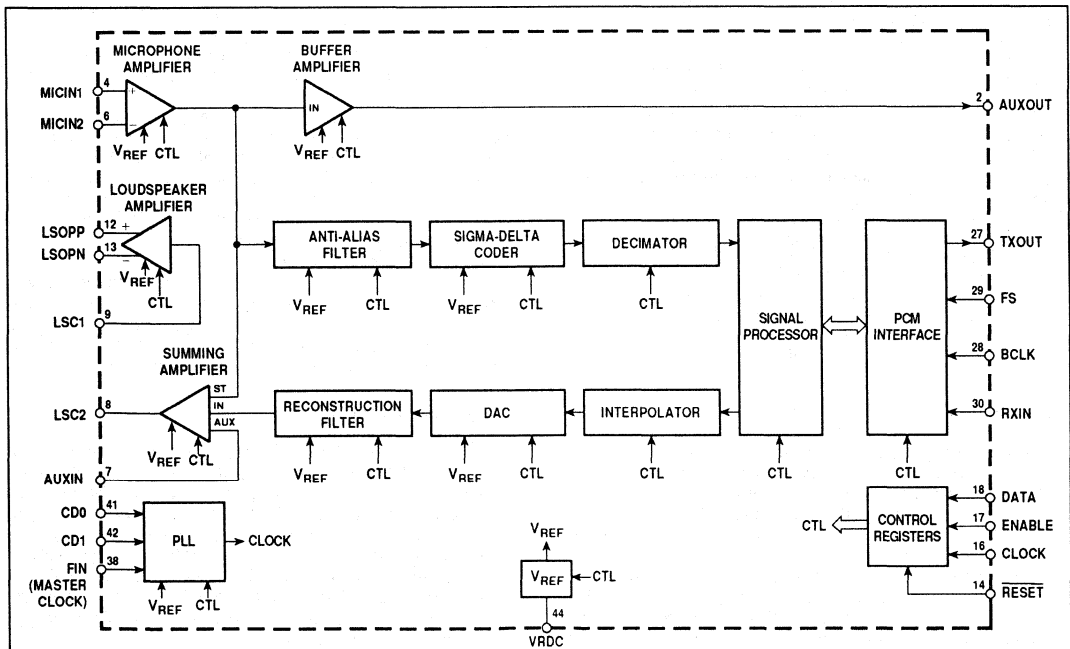 MICROPHONE
AMPLIFIER
BUFFER
AMPLIFIER
MICIN1
4
+
MICIN2
6
−
VREF
CTL
IN
VREF
CTL
2
AUXOUT
LOUDSPEAKER
AMPLIFIER
LSOPP
12
+
LSOPN
13
−
VREF
CTL
LSC1
9
ANTI-ALIAS
FILTER
VREF
CTL
SIGMA-DELTA
CODER
VREF
CTL
DECIMATOR
CTL
SIGNAL
PROCESSOR
CTL
PCM
INTERFACE
CTL
27
TXOUT
29
FS
28
BCLK
30
RXIN
SUMMING
AMPLIFIER
ST
IN
AUX
LSC2
8
VREF
CTL
AUXIN
7
RECONSTRUCTION
FILTER
VREF
CTL
DAC
VREF
CTL
INTERPOLATOR
CTL
CD0
41
CD1
42
FIN
38
(MASTER
CLOCK)
PLL
CLOCK
VREF
CTL
VREF
VREF
CTL
44
VRDC
CTL
CONTROL
REGISTERS
18
DATA
17
ENABLE
16
CLOCK
14
RESET